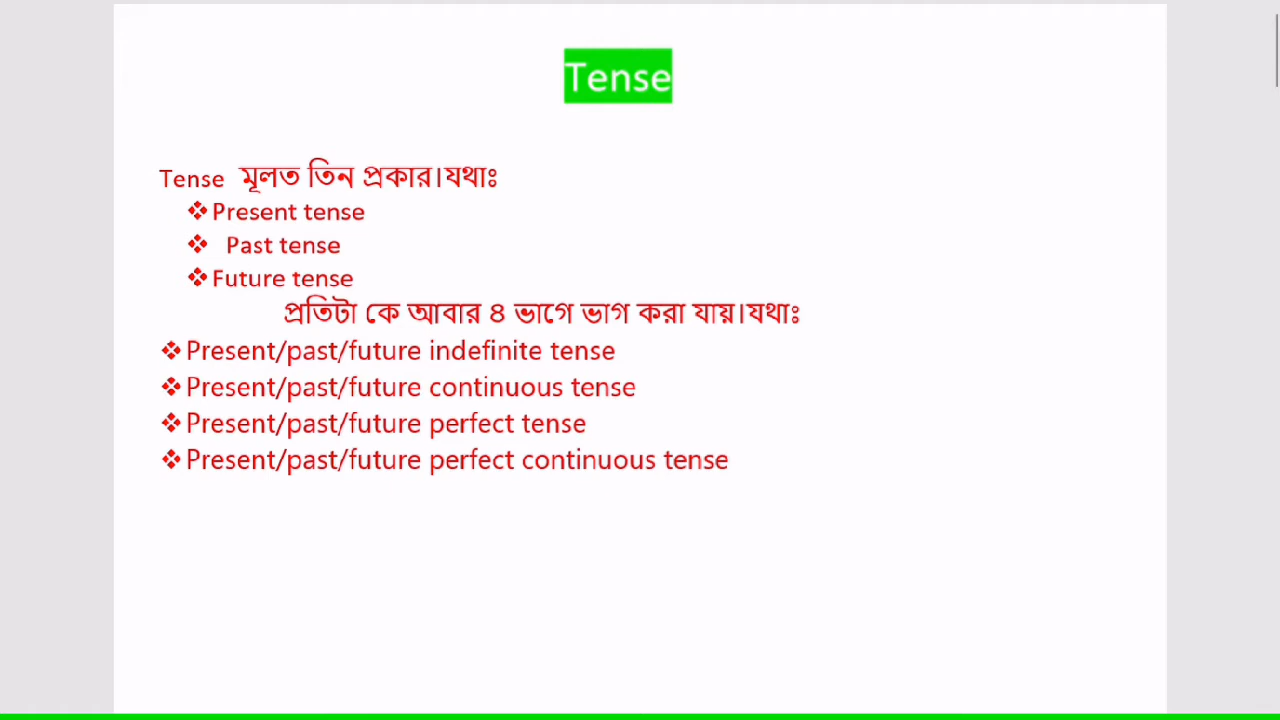 Tense
Tense মূলত তিন প্রকার।যথাঃ
❖Present tense
❖ Past tense
❖Future tense
প্রতিটা কে আবার ৪ ভাগে ভাগ করা যায়।যথাঃ
❖Present/past/future indefinite tense
❖Present/past/future continuous tense
❖Present/past/future perfect tense
❖Present/past/future perfect continuous tense